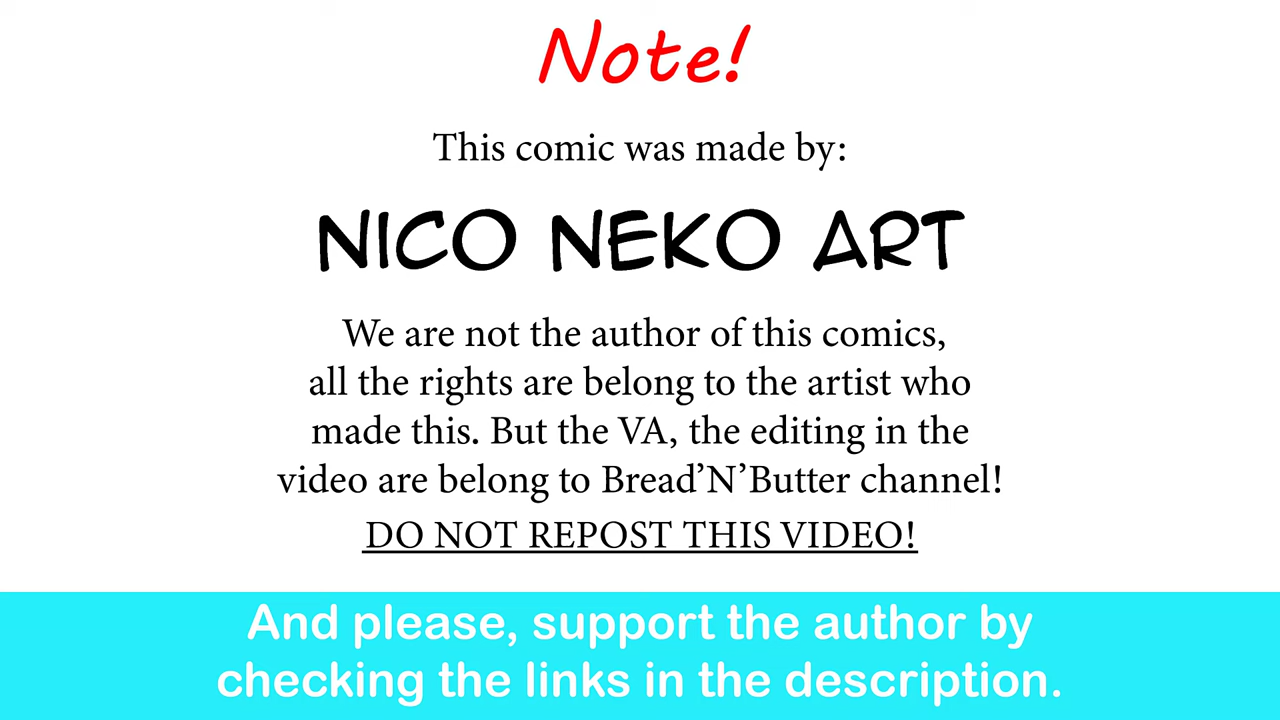 Note!
This comic was made by:
NICO NEKO ART
We are not the author of this comics,
all the rights are belong to the artist who
made this. But the VA, the editing in the
video are belong to Bread’N’Butter channel!
DO NOT REPOST THIS VIDEO!
And please, support the author by
checking the links in the description.